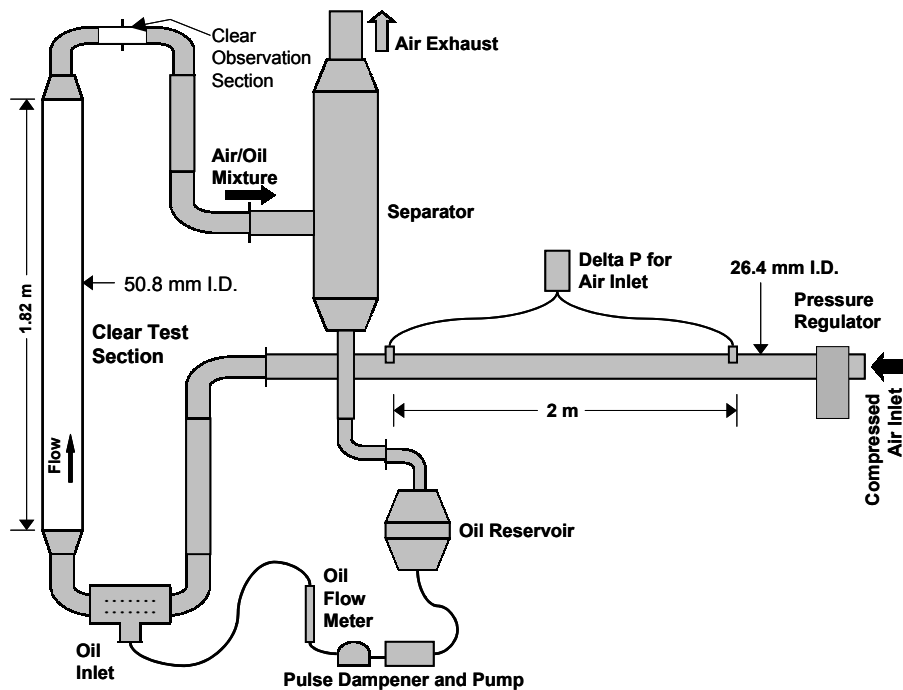 Clear
Observation
Section
Air Exhaust
Air/Oil
Mixture
Separator
Delta P for
Air Inlet
26.4 mm I.D.
Pressure
Regulator
50.8 mm I.D.
1.82 m
Clear Test
Section
2 m
Compressed
Air Inlet
Flow
Oil Reservoir
Oil
Flow
Meter
Oil
Inlet
Pulse Dampener and Pump